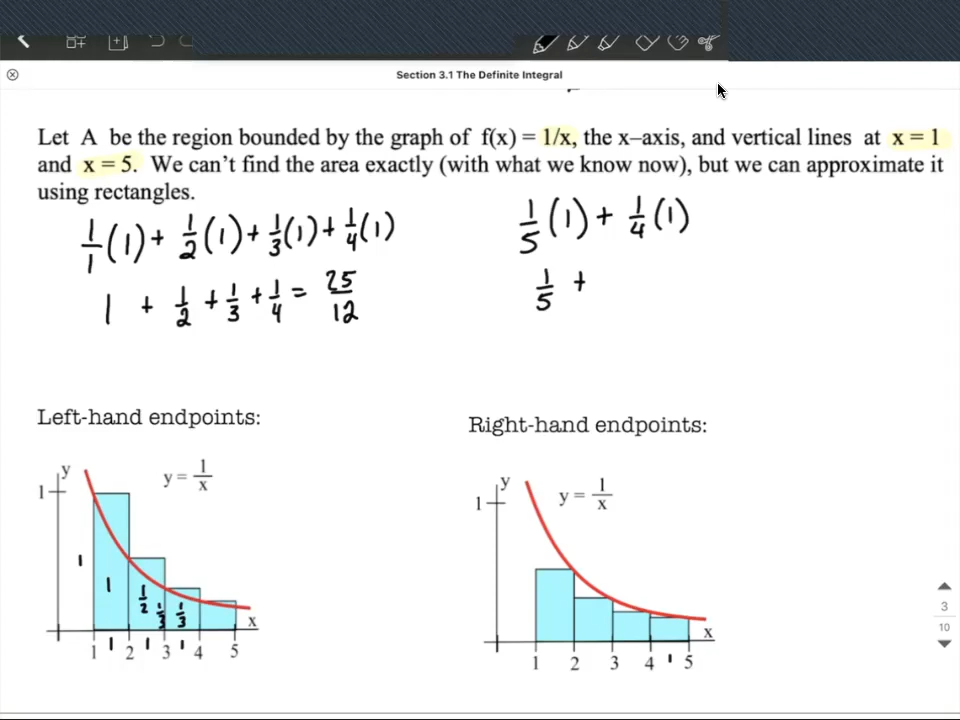 Section 3.1 The Definite Integral
Let A be the region bounded by the graph of f(x) = 1/x, the x–axis, and vertical lines at x = 1
and x = 5. We can't find the area exactly (with what we know now), but we can approximate it
using rectangles.
1/1 (1) + 1/2 (1) + 1/3 (1) + 1/4 (1)
1 + 1/2 + 1/3 + 1/4 = 25/12
1/5 (1) + 1/4 (1)
1/5 +
Left-hand endpoints:
y
y = 1/x
1
1
1
1/2
1/3
1/3
x
1 1 2 1 3 1 4 5
Right-hand endpoints:
y
y = 1/x
1
x
1 2 3 4 1 5
3
10